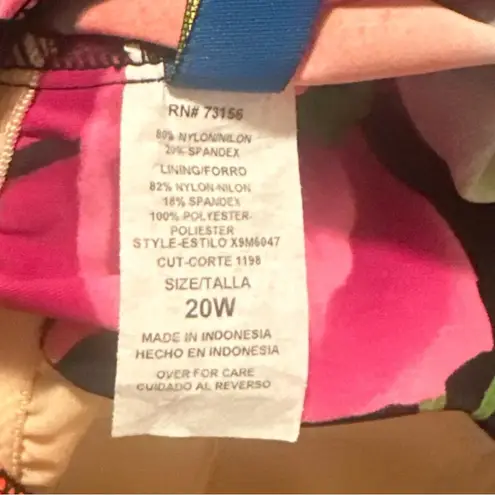 RN# 73156
80% NYLON/NILON
20% SPANDEX
LINING/FORRO
82% NYLON-NILON
18% SPANDEX
100% POLYESTER-
POLIESTER
STYLE-ESTILO X9M6047
CUT-CORTE 1198
SIZE/TALLA
20W
MADE IN INDONESIA
HECHO EN INDONESIA
OVER FOR CARE
CUIDADO AL REVERSO